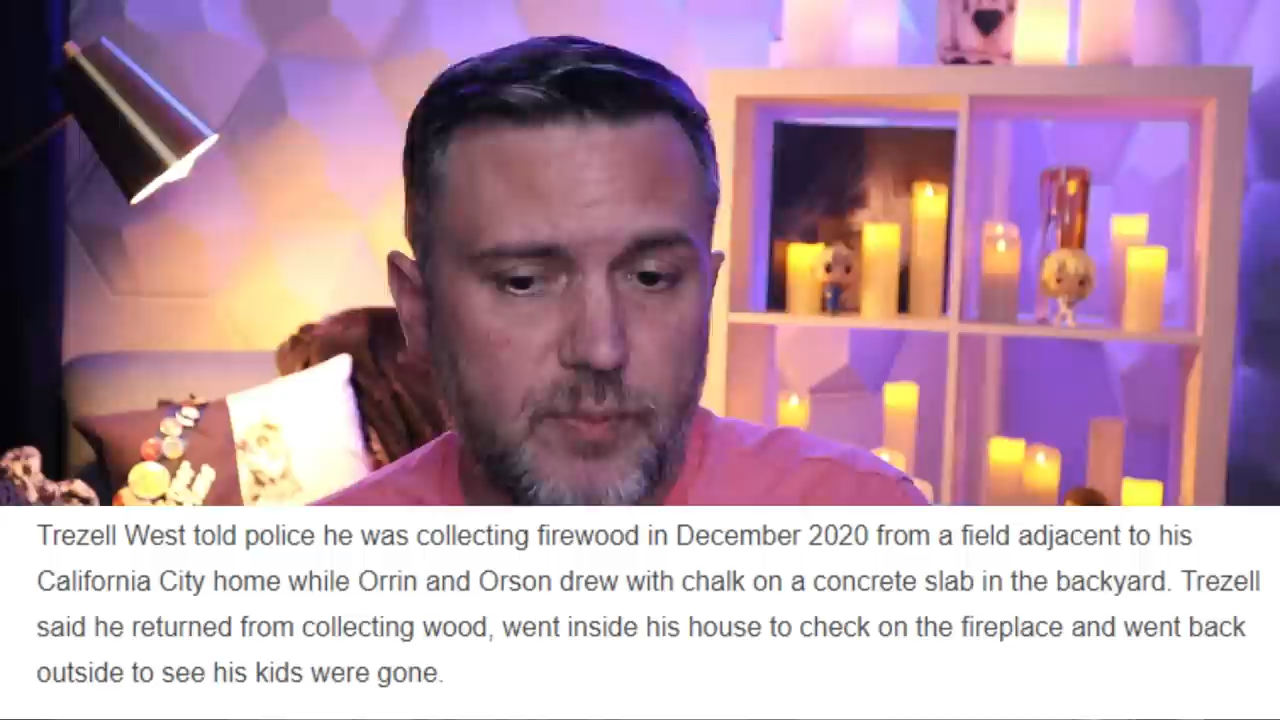 Trezell West told police he was collecting firewood in December 2020 from a field adjacent to his
California City home while Orrin and Orson drew with chalk on a concrete slab in the backyard. Trezell
said he returned from collecting wood, went inside his house to check on the fireplace and went back
outside to see his kids were gone.